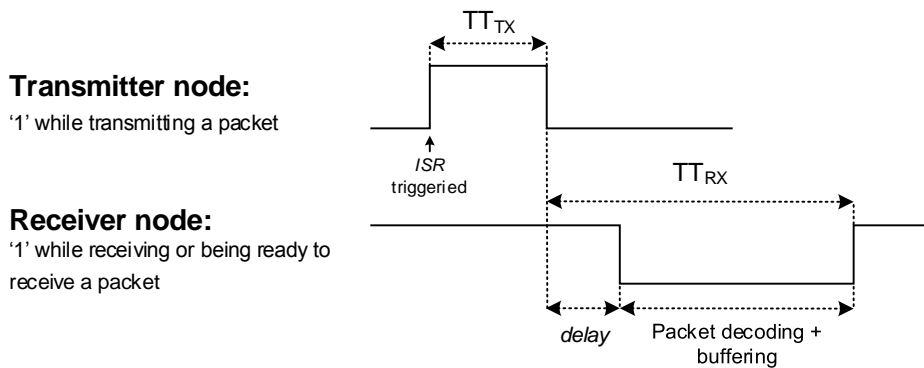 TT_TX
Transmitter node:
‘1’ while transmitting a packet
ISR
triggeried
TT_RX
Receiver node:
‘1’ while receiving or being ready to
receive a packet
delay
Packet decoding +
buffering